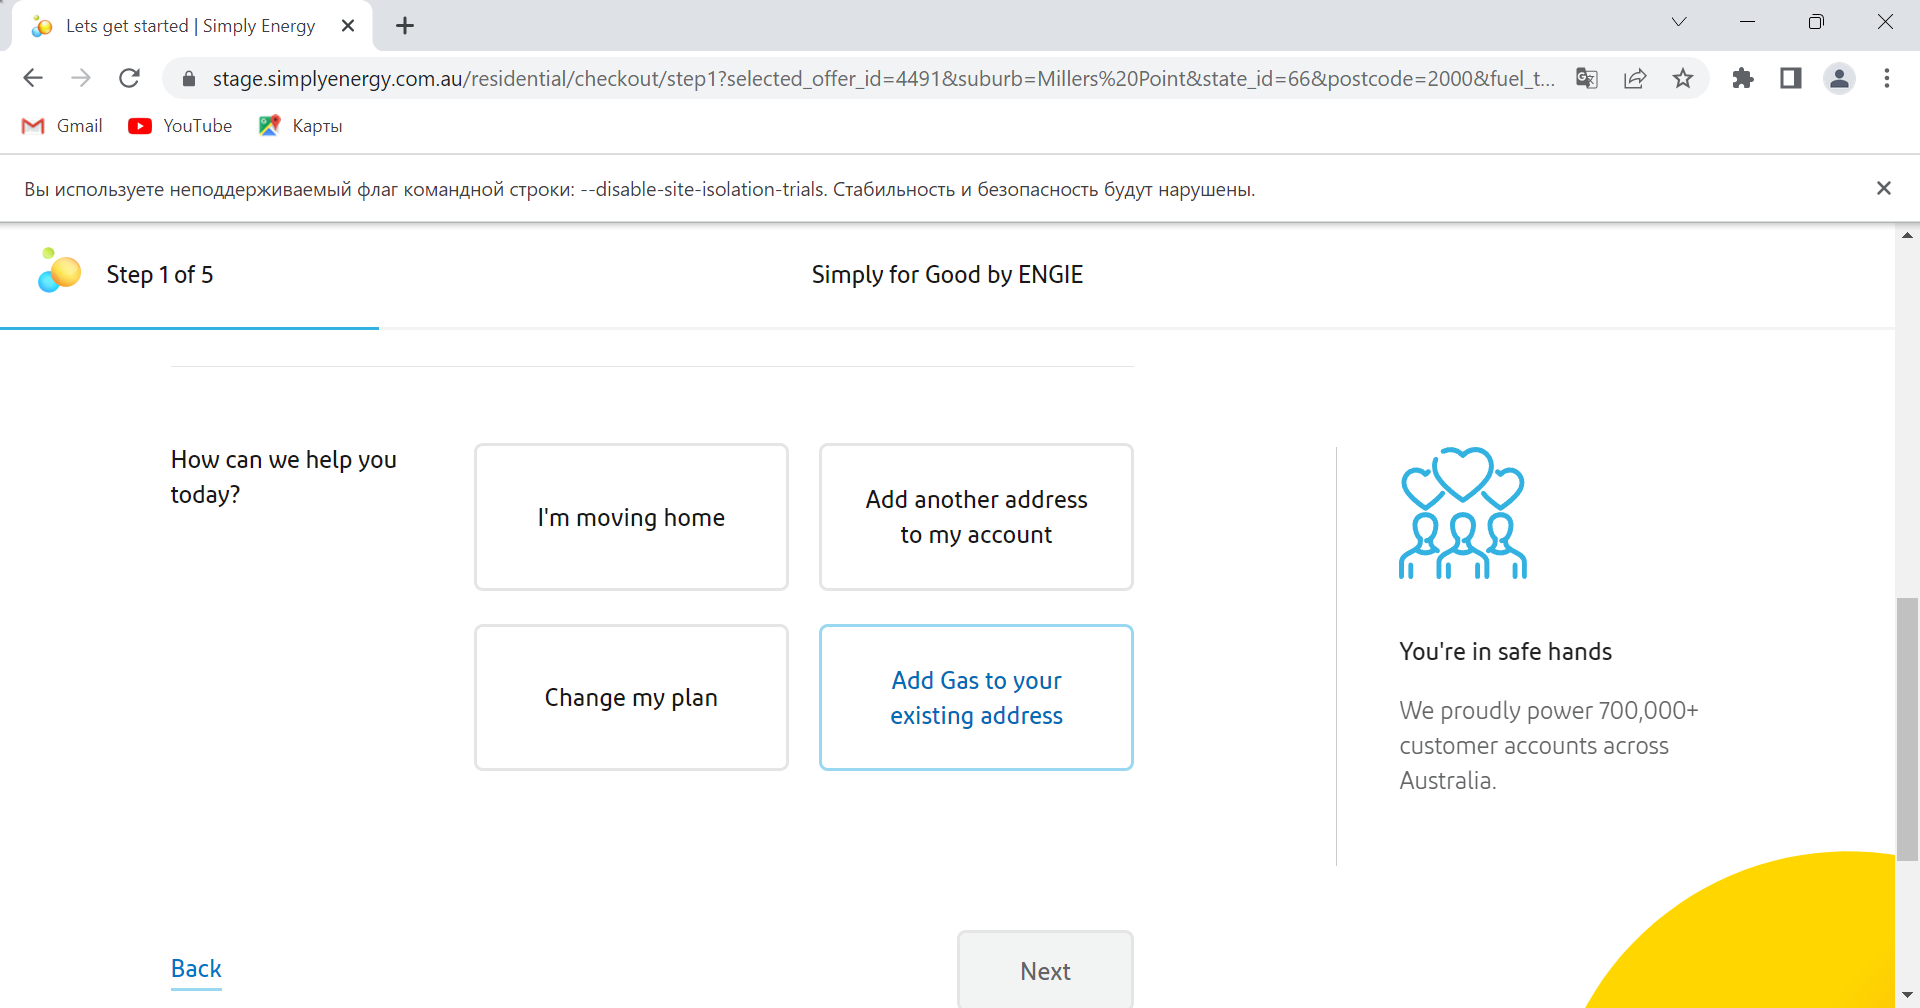 Lets get started | Simply Energy
stage.simplyenergy.com.au/residential/checkout/step1?selected_offer_id=4491&suburb=Millers%20Point&state_id=66&postcode=2000&fuel_t...
Gmail YouTube Карты
Вы используете неподдерживаемый флаг командной строки: --disable-site-isolation-trials. Стабильность и безопасность будут нарушены.
Step 1 of 5
Simply for Good by ENGIE
How can we help you
today?
I'm moving home
Add another address
to my account
Change my plan
Add Gas to your
existing address
You're in safe hands
We proudly power 700,000+
customer accounts across
Australia.
Back
Next